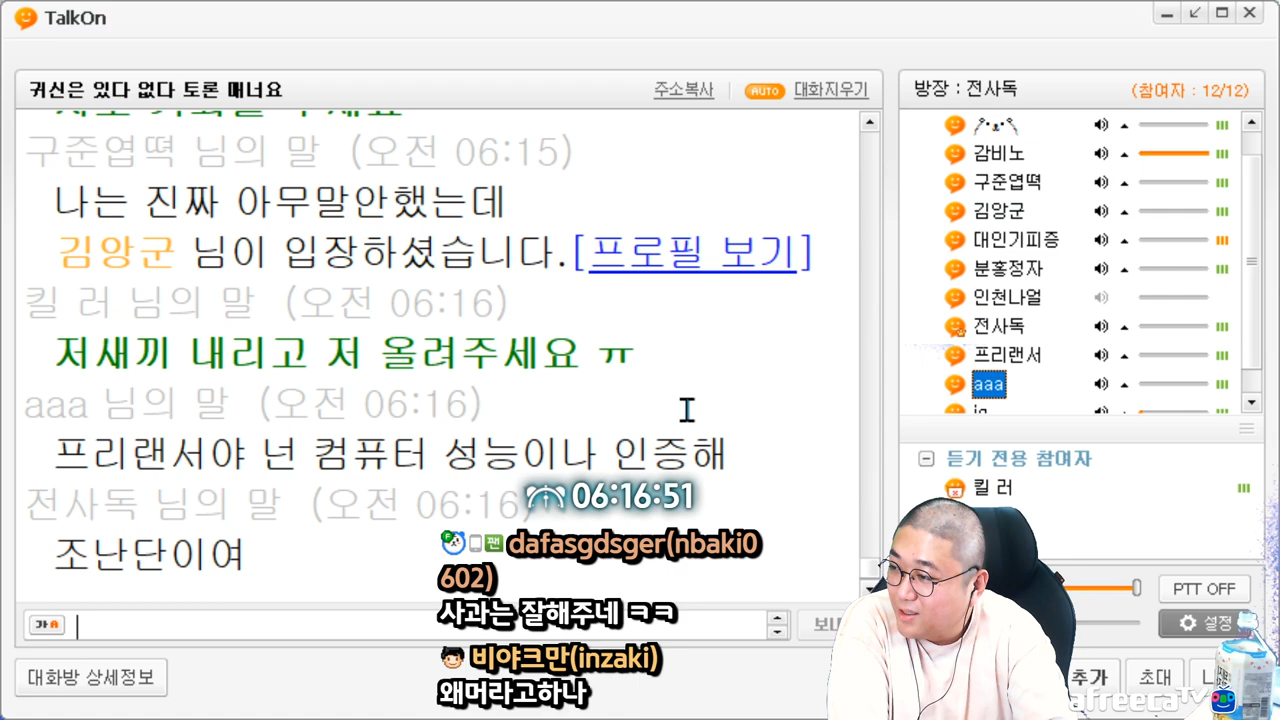 TalkOn
귀신은 있다 없다 토론 매너요
주소복사
AUTO
대화지우기
구준엽떡 님의 말 (오전 06:15)
나는 진짜 아무말안했는데
김앙군 님이 입장하셨습니다.[프로필 보기]
킬 러 님의 말 (오전 06:16)
저새끼 내리고 저 올려주세요 ㅠ
aaa 님의 말 (오전 06:16)
프리랜서야 넌 컴퓨터 성능이나 인증해
전사독 님의 말 (오전 06:16)
조난단이여
06:16:51
팬 dafasgdsger(nbaki0
602)
사과는 잘해주네 ㅋㅋ
비야크만(inzaki)
왜머라고하나
가A
대화방 상세정보
방장 : 전사독
(참여자 : 12/12)
감비노
구준엽떡
김앙군
대인기피증
분홍정자
인천나얼
전사독
프리랜서
aaa
듣기 전용 참여자
킬 러
PTT OFF
설정
추가
초대
afreecaTV